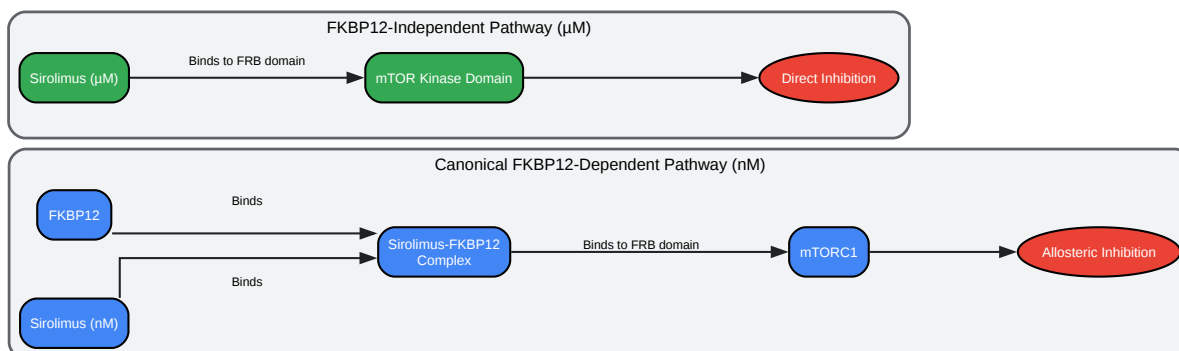 FKBP12-Independent Pathway (µM)
Sirolimus (µM)
Binds to FRB domain
mTOR Kinase Domain
Direct Inhibition
Canonical FKBP12-Dependent Pathway (nM)
FKBP12
Binds
Sirolimus-FKBP12
Complex
Binds to FRB domain
mTORC1
Allosteric Inhibition
Binds
Sirolimus (nM)